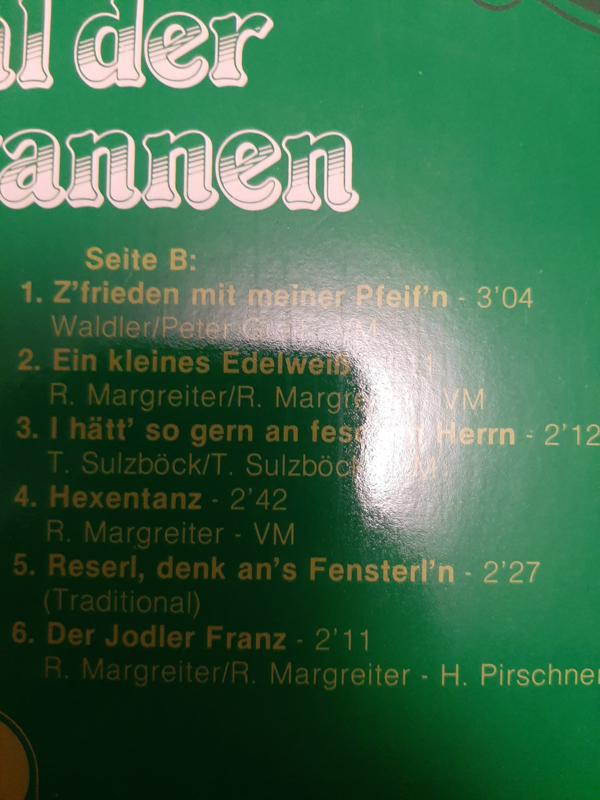 der
annen
Seite B:
1. Z'frieden mit meiner Pfeif'n - 3'04
Waldler/Peter
2. Ein kleines Edelweiß
R. Margreiter/R. VM
3. I hätt' so gern an Herrn - 2'12
T. Sulzböck/T. Sulzböck
4. Hexentanz - 2'42
R. Margreiter - VM
5. Reserl, denk an's Fensterl'n - 2'27
(Traditional)
6. Der Jodler Franz - 2'11
R. Margreiter/R. Margreiter - H. Pirschner